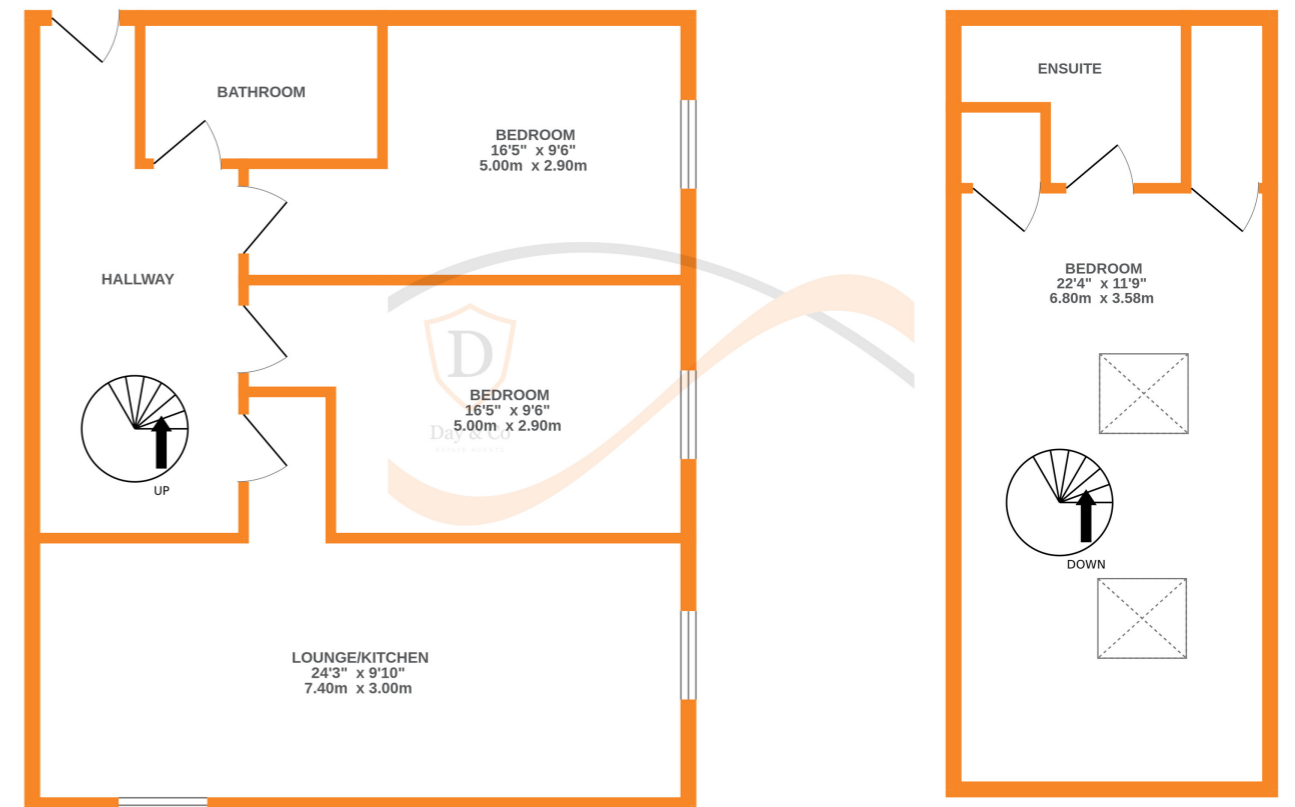 BATHROOM
BEDROOM
16'5" x 9'6"
5.00m x 2.90m
HALLWAY
UP
D
Day & Co
ESTATE AGENTS
BEDROOM
16'5" x 9'6"
5.00m x 2.90m
LOUNGE/KITCHEN
24'3" x 9'10"
7.40m x 3.00m
ENSUITE
BEDROOM
22'4" x 11'9"
6.80m x 3.58m
DOWN